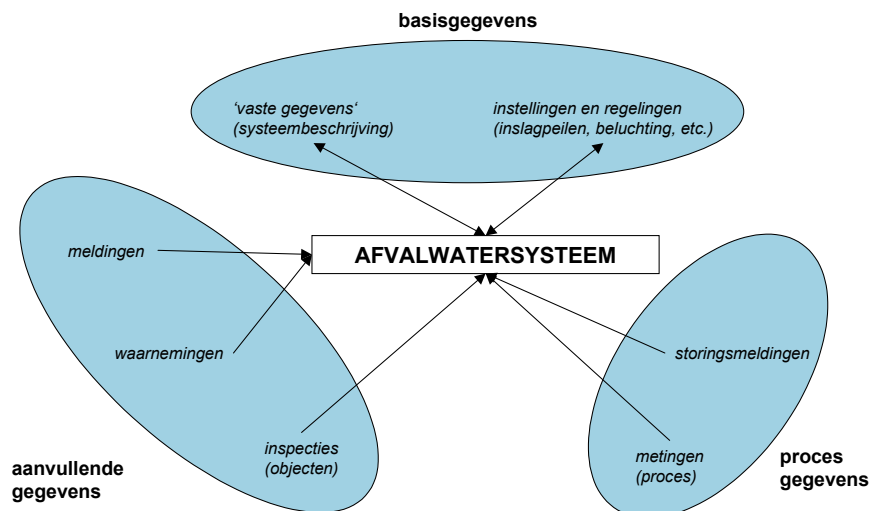 basisgegevens
'vaste gegevens'
(systeembeschrijving)
instellingen en regelingen
(inslagpeilen, beluchting, etc.)
meldingen
AFVALWATERSYSTEEM
waarnemingen
storingsmeldingen
inspecties
(objecten)
metingen
(proces)
aanvullende
gegevens
proces
gegevens